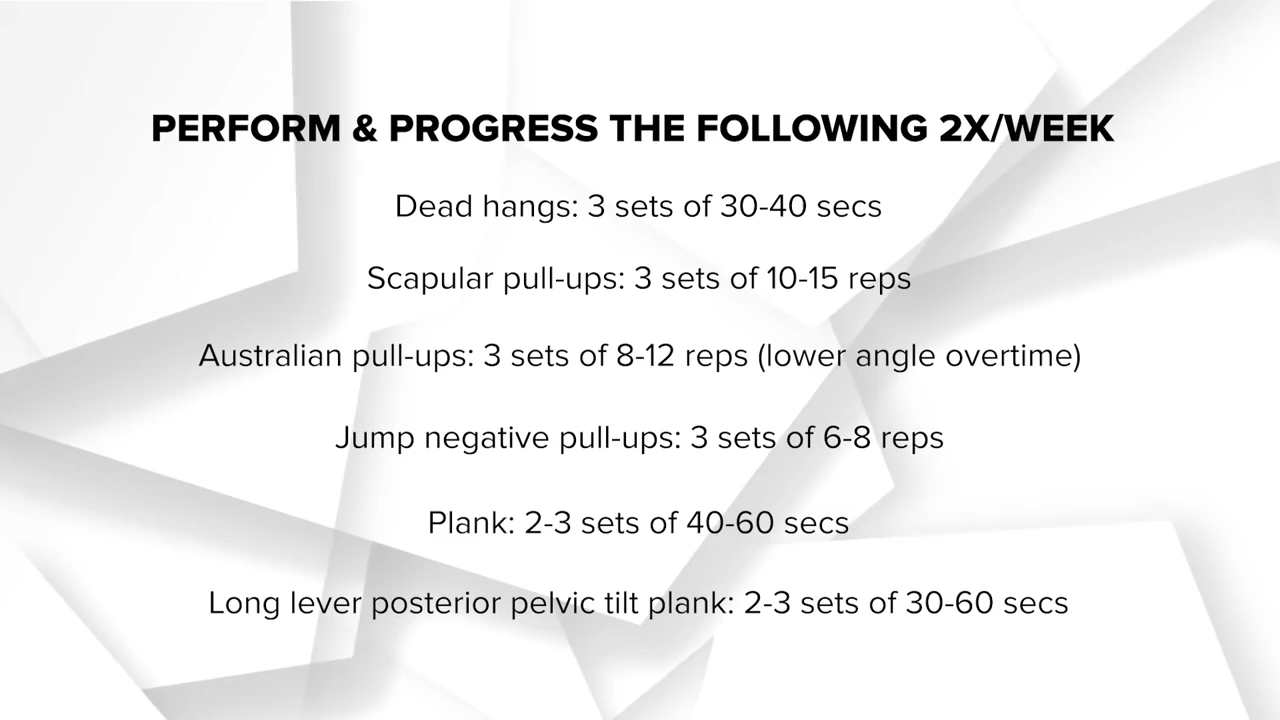 PERFORM & PROGRESS THE FOLLOWING 2X/WEEK
Dead hangs: 3 sets of 30-40 secs
Scapular pull-ups: 3 sets of 10-15 reps
Australian pull-ups: 3 sets of 8-12 reps (lower angle overtime)
Jump negative pull-ups: 3 sets of 6-8 reps
Plank: 2-3 sets of 40-60 secs
Long lever posterior pelvic tilt plank: 2-3 sets of 30-60 secs